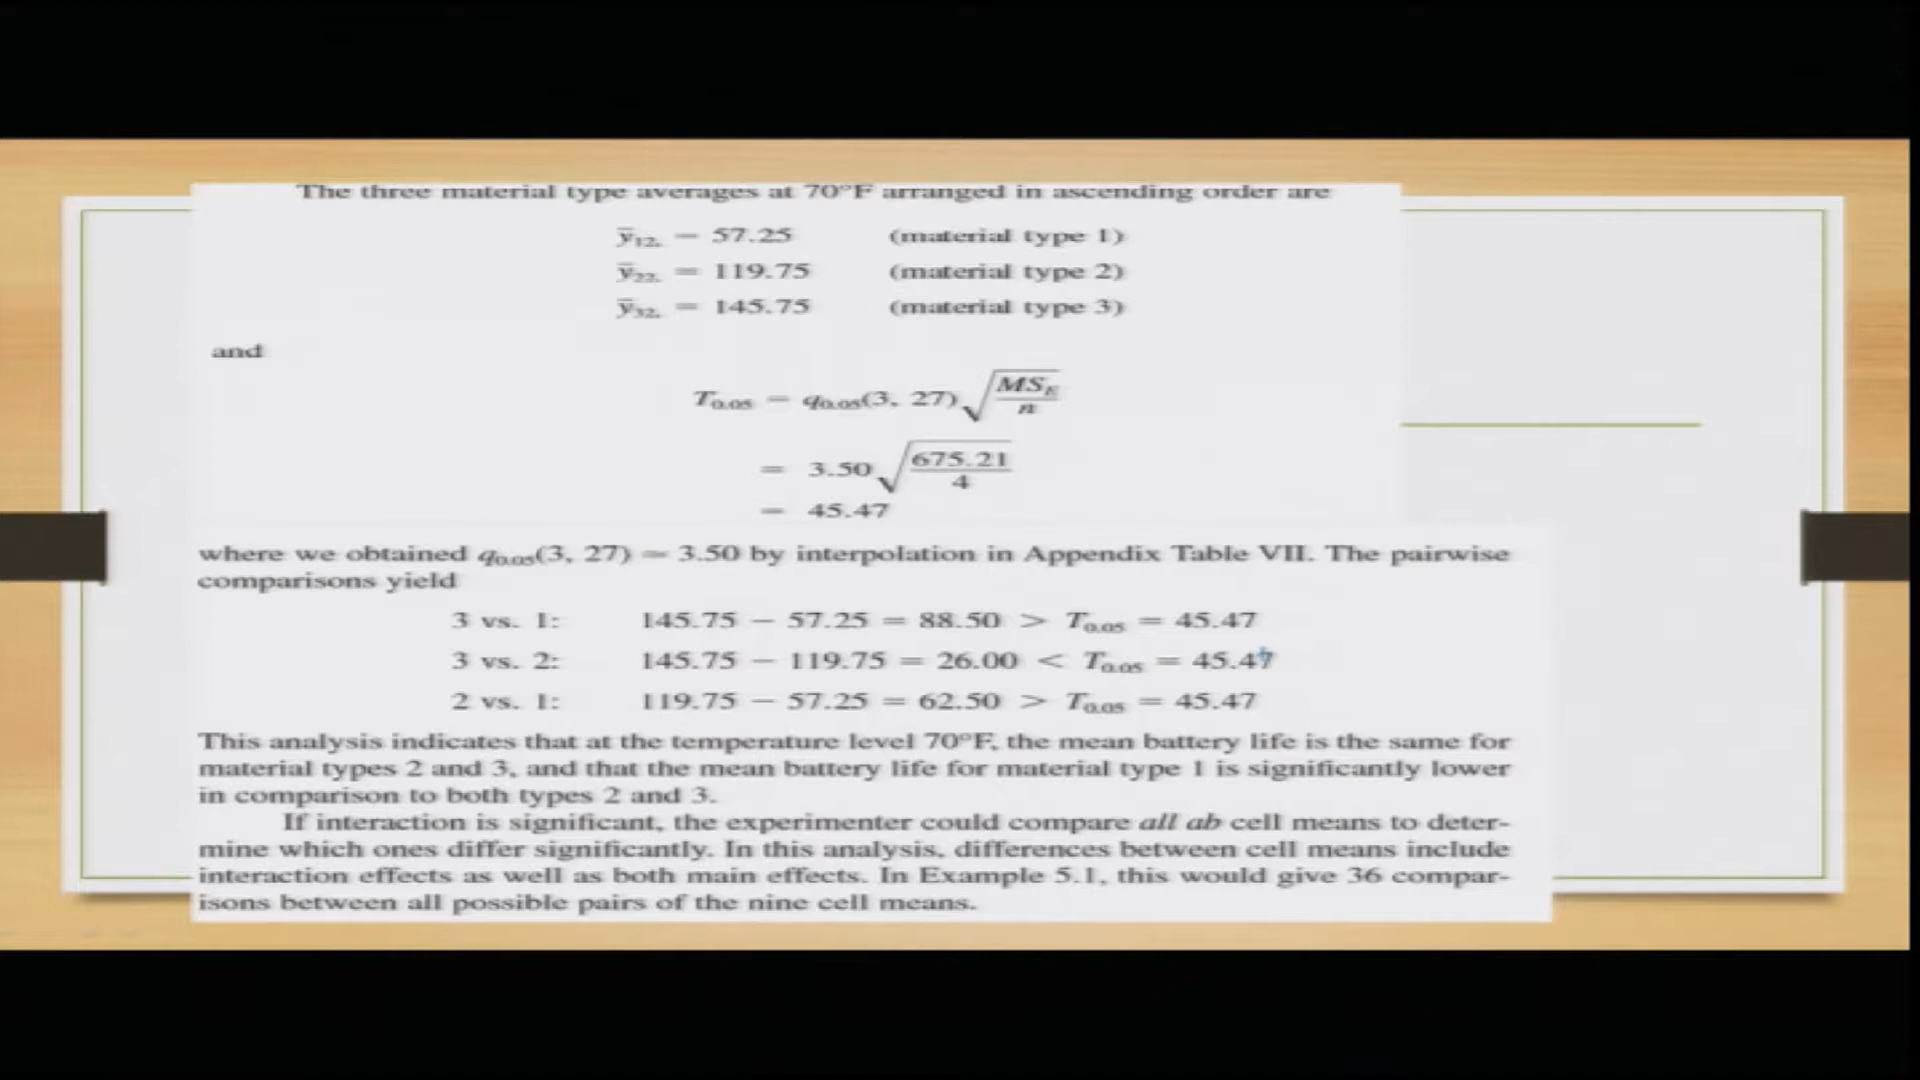 The three material type averages at 70°F arranged in ascending order are
ȳ₁₂. = 57.25 (material type 1)
ȳ₂₂. = 119.75 (material type 2)
ȳ₃₂. = 145.75 (material type 3)
and
T₀.₀₅ = q₀.₀₅(3, 27) √(MS_E / n)
= 3.50 √(675.21 / 4)
= 45.47
where we obtained q₀.₀₅(3, 27) = 3.50 by interpolation in Appendix Table VII. The pairwise
comparisons yield
3 vs. 1: 145.75 − 57.25 = 88.50 > T₀.₀₅ = 45.47
3 vs. 2: 145.75 − 119.75 = 26.00 < T₀.₀₅ = 45.47
2 vs. 1: 119.75 − 57.25 = 62.50 > T₀.₀₅ = 45.47
This analysis indicates that at the temperature level 70°F, the mean battery life is the same for
material types 2 and 3, and that the mean battery life for material type 1 is significantly lower
in comparison to both types 2 and 3.
If interaction is significant, the experimenter could compare all ab cell means to deter-
mine which ones differ significantly. In this analysis, differences between cell means include
interaction effects as well as both main effects. In Example 5.1, this would give 36 compar-
isons between all possible pairs of the nine cell means.